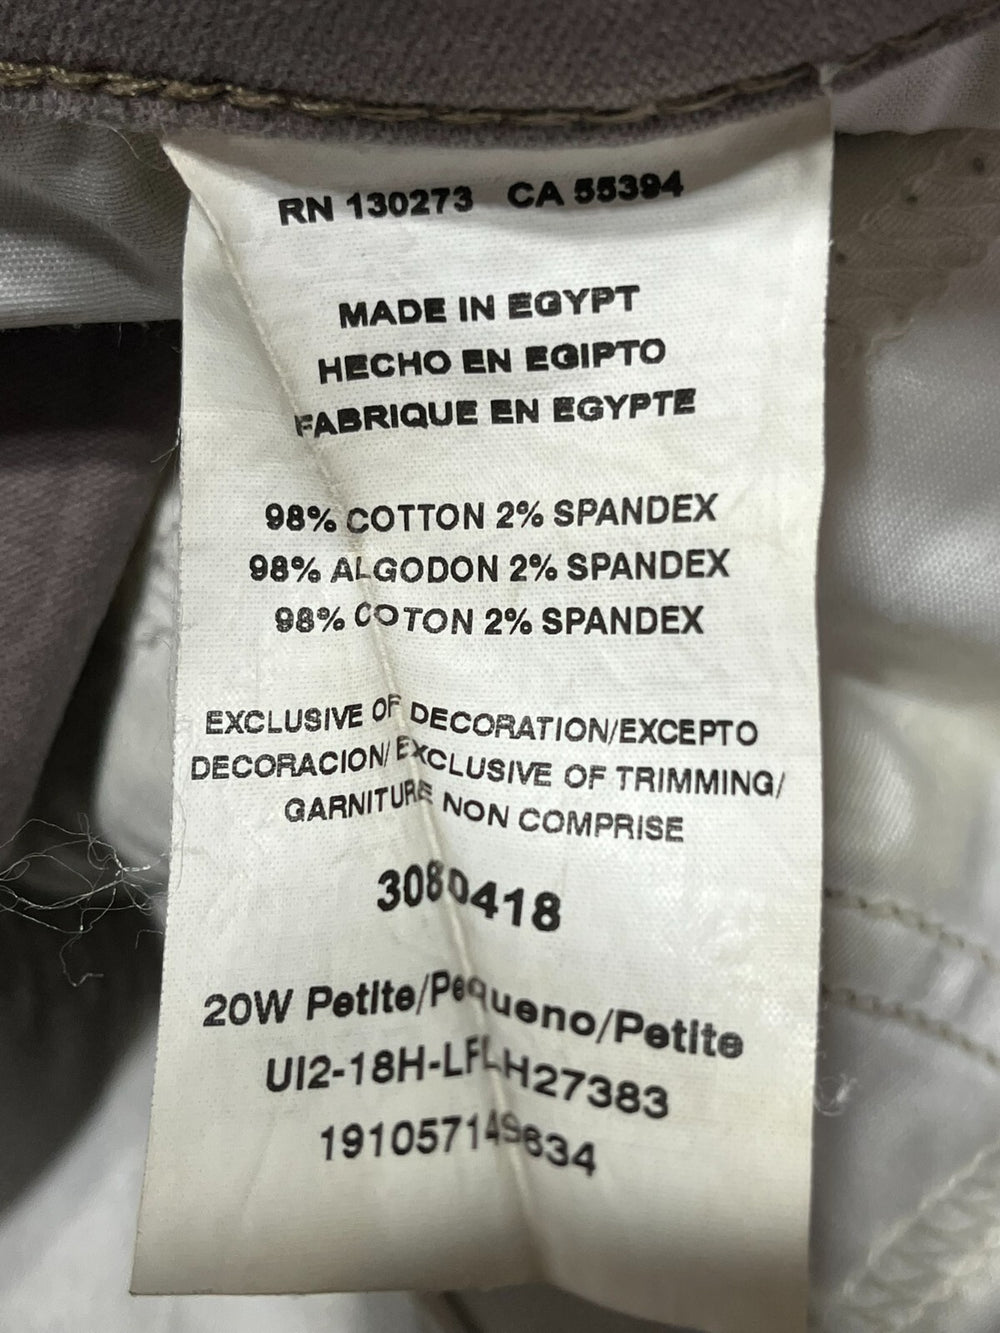 RN 130273 CA 55394
MADE IN EGYPT
HECHO EN EGIPTO
FABRIQUE EN EGYPTE
98% COTTON 2% SPANDEX
98% ALGODON 2% SPANDEX
98% COTON 2% SPANDEX
EXCLUSIVE OF DECORATION/EXCEPTO
DECORACION/EXCLUSIVE OF TRIMMING/
GARNITURE NON COMPRISE
3080418
20W Petite/Pequeno/Petite
UI2-18H-LFLH27383
191057149634